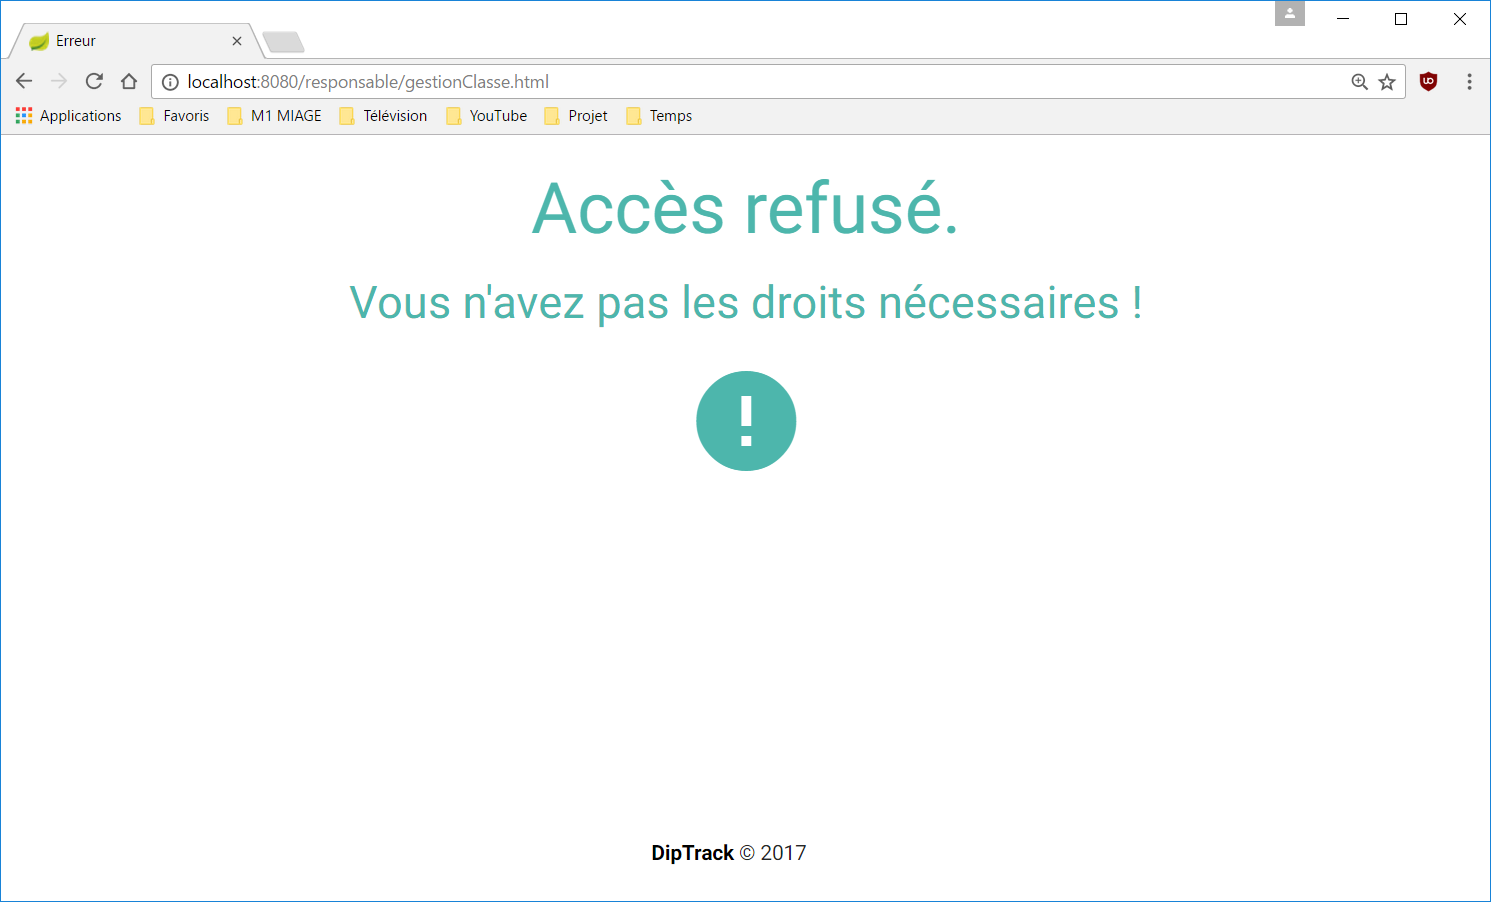 Erreur
localhost:8080/responsable/gestionClasse.html
Applications Favoris M1 MIAGE Télévision YouTube Projet Temps
Accès refusé.
Vous n'avez pas les droits nécessaires !
!
DipTrack © 2017